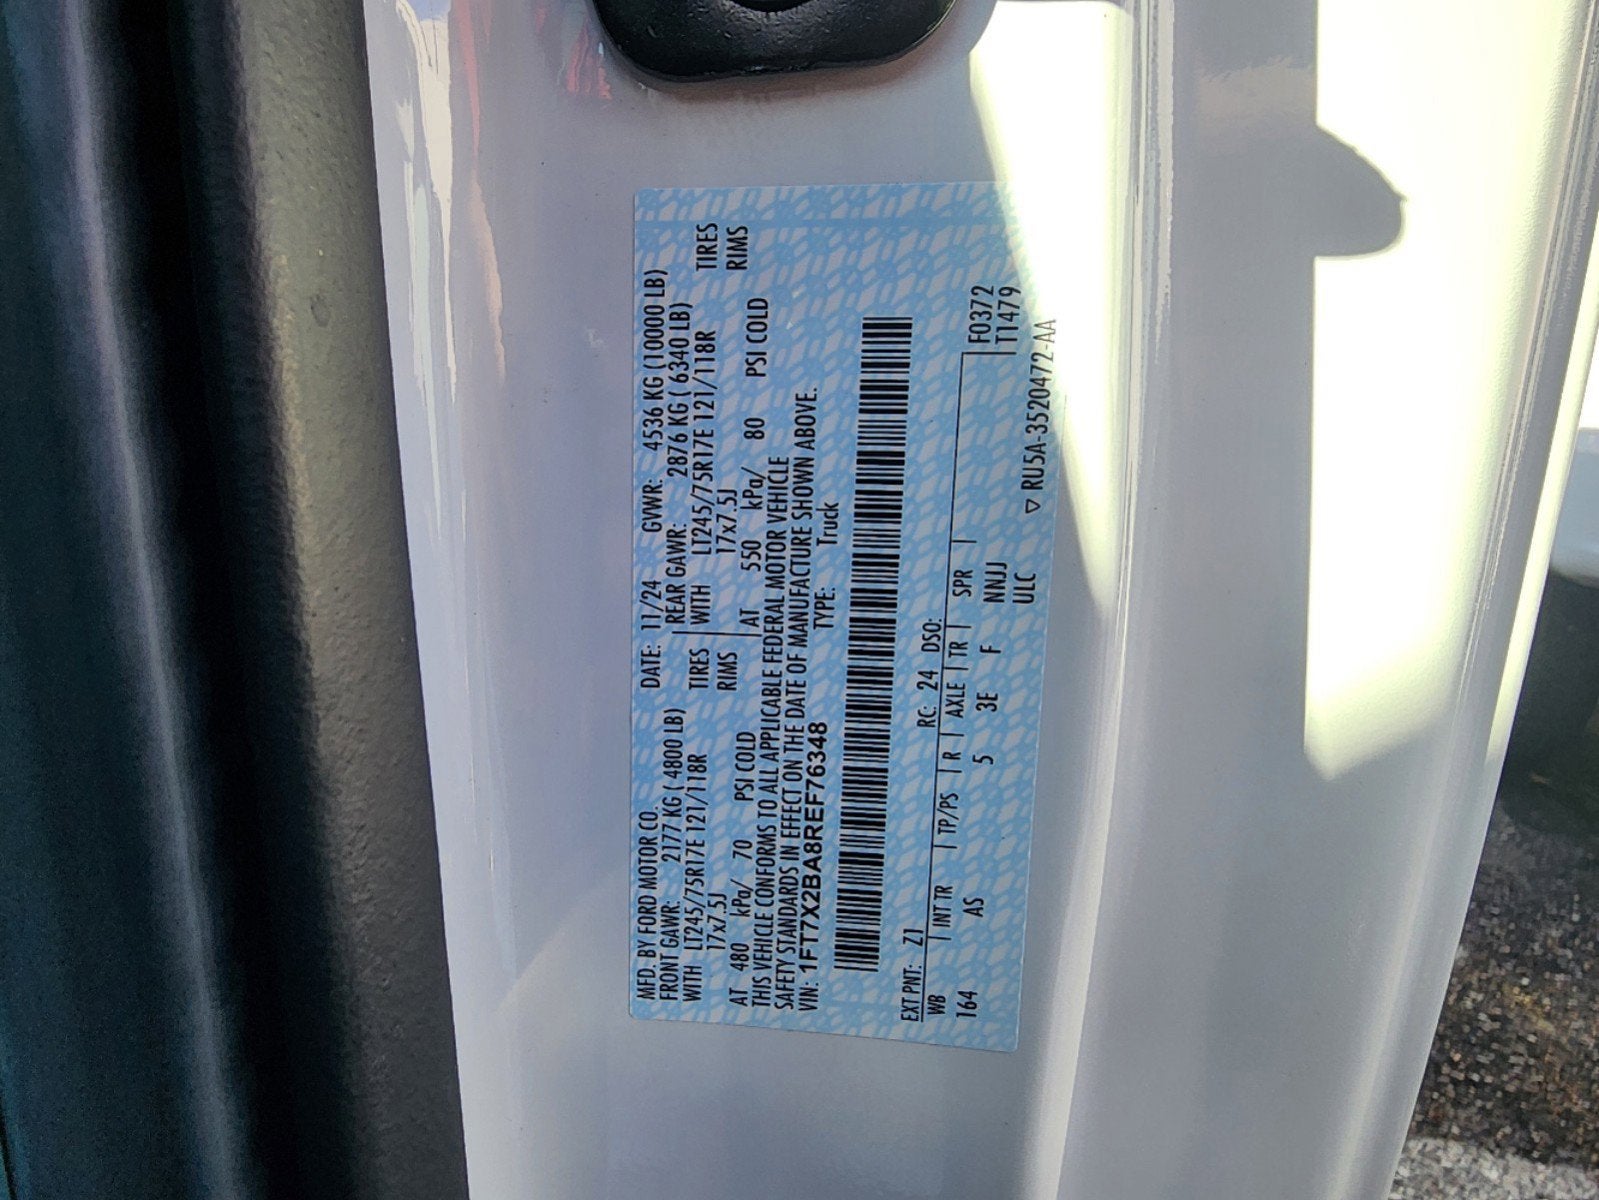 MFD. BY FORD MOTOR CO. DATE: 11/24 GVWR: 4536 KG (10000 LB)
FRONT GAWR: 2177 KG ( 4800 LB) REAR GAWR: 2876 KG ( 6340 LB)
WITH LT245/75R17E 121/118R TIRES WITH LT245/75R17E 121/118R TIRES
17x7.5J RIMS 17x7.5J RIMS
AT 480 kPa/ 70 PSI COLD AT 550 kPa/ 80 PSI COLD
THIS VEHICLE CONFORMS TO ALL APPLICABLE FEDERAL MOTOR VEHICLE
SAFETY STANDARDS IN EFFECT ON THE DATE OF MANUFACTURE SHOWN ABOVE.
VIN: 1FT7X2BA8REF76348 TYPE: Truck
EXT PNT: Z1 RC: 24 DSO:
WB INT TR TP/PS R AXLE TR SPR F0372
164 AS 5 3E F NNJJ T1479
ULC
▽ RU5A-3520472-AA